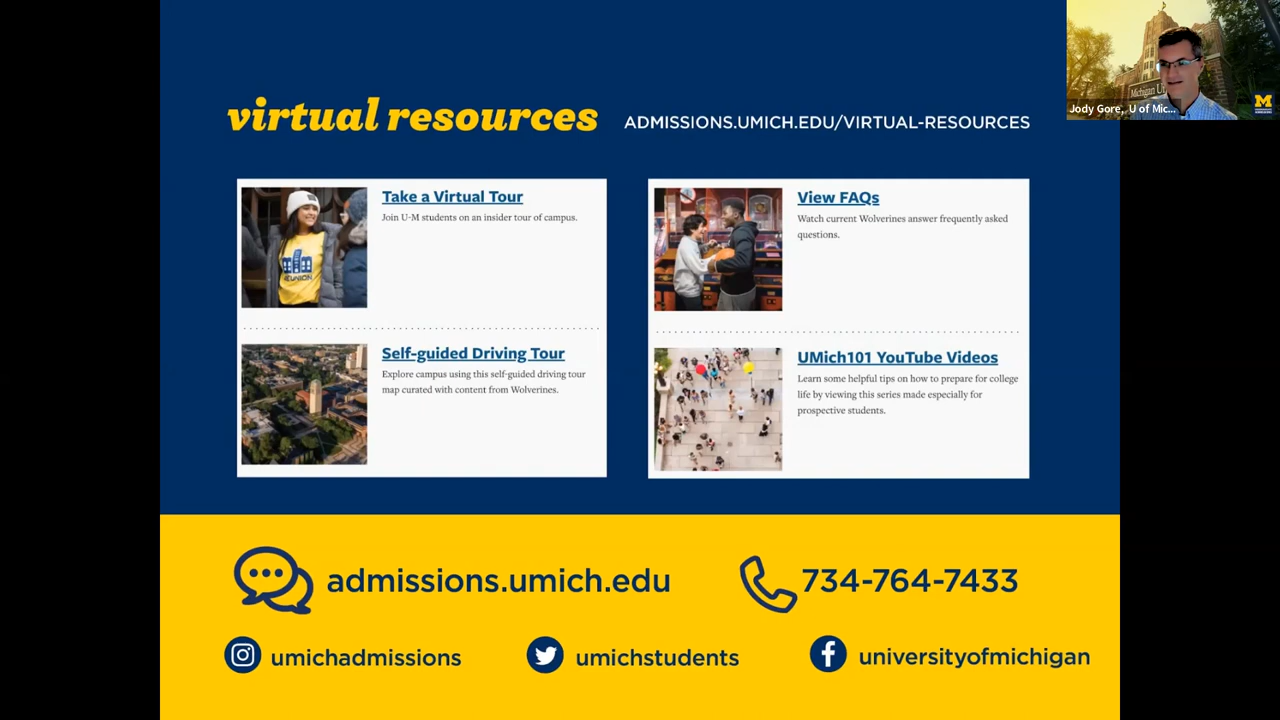 virtual resources ADMISSIONS.UMICH.EDU/VIRTUAL-RESOURCES
Jody Gore, U of Mic...
M
Michigan U
Take a Virtual Tour
Join U-M students on an insider tour of campus.
REUNION
Self-guided Driving Tour
Explore campus using this self-guided driving tour
map curated with content from Wolverines.
View FAQs
Watch current Wolverines answer frequently asked
questions.
UMich101 YouTube Videos
Learn some helpful tips on how to prepare for college
life by viewing this series made especially for
prospective students.
admissions.umich.edu
734-764-7433
umichadmissions
umichstudents
universityofmichigan